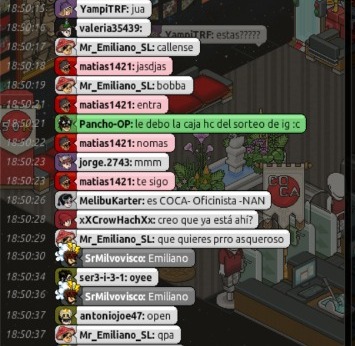 18:50:15 YampiTRF: jua
18:50:16 valeria35439:
YampiTRF: estas?????
18:50:17 Mr_Emiliano_SL: callense
18:50:18 matias1421: jasdjas
18:50:19 Mr_Emiliano_SL: bobba
18:50:21 matias1421: entra
18:50:21 Pancho-OP: le debo la caja hc del sorteo de ig :c
18:50:22 matias1421: nomas
18:50:23 jorge.2743: mmm
18:50:23 matias1421: te sigo
18:50:26 MelibuKarter: es COCA- Oficinista -NAN
18:50:28 xXCrowHachXx: creo que ya está ahi?
18:50:29 Mr_Emiliano_SL: que quieres prro asqueroso
18:50:30 SrMilvovisco: Emiliano
18:50:34 ser3-i-3-1: oyee
18:50:36 SrMilvovisco: Emiliano
18:50:37 antoniojoe47: open
18:50:37 Mr_Emiliano_SL: qpa